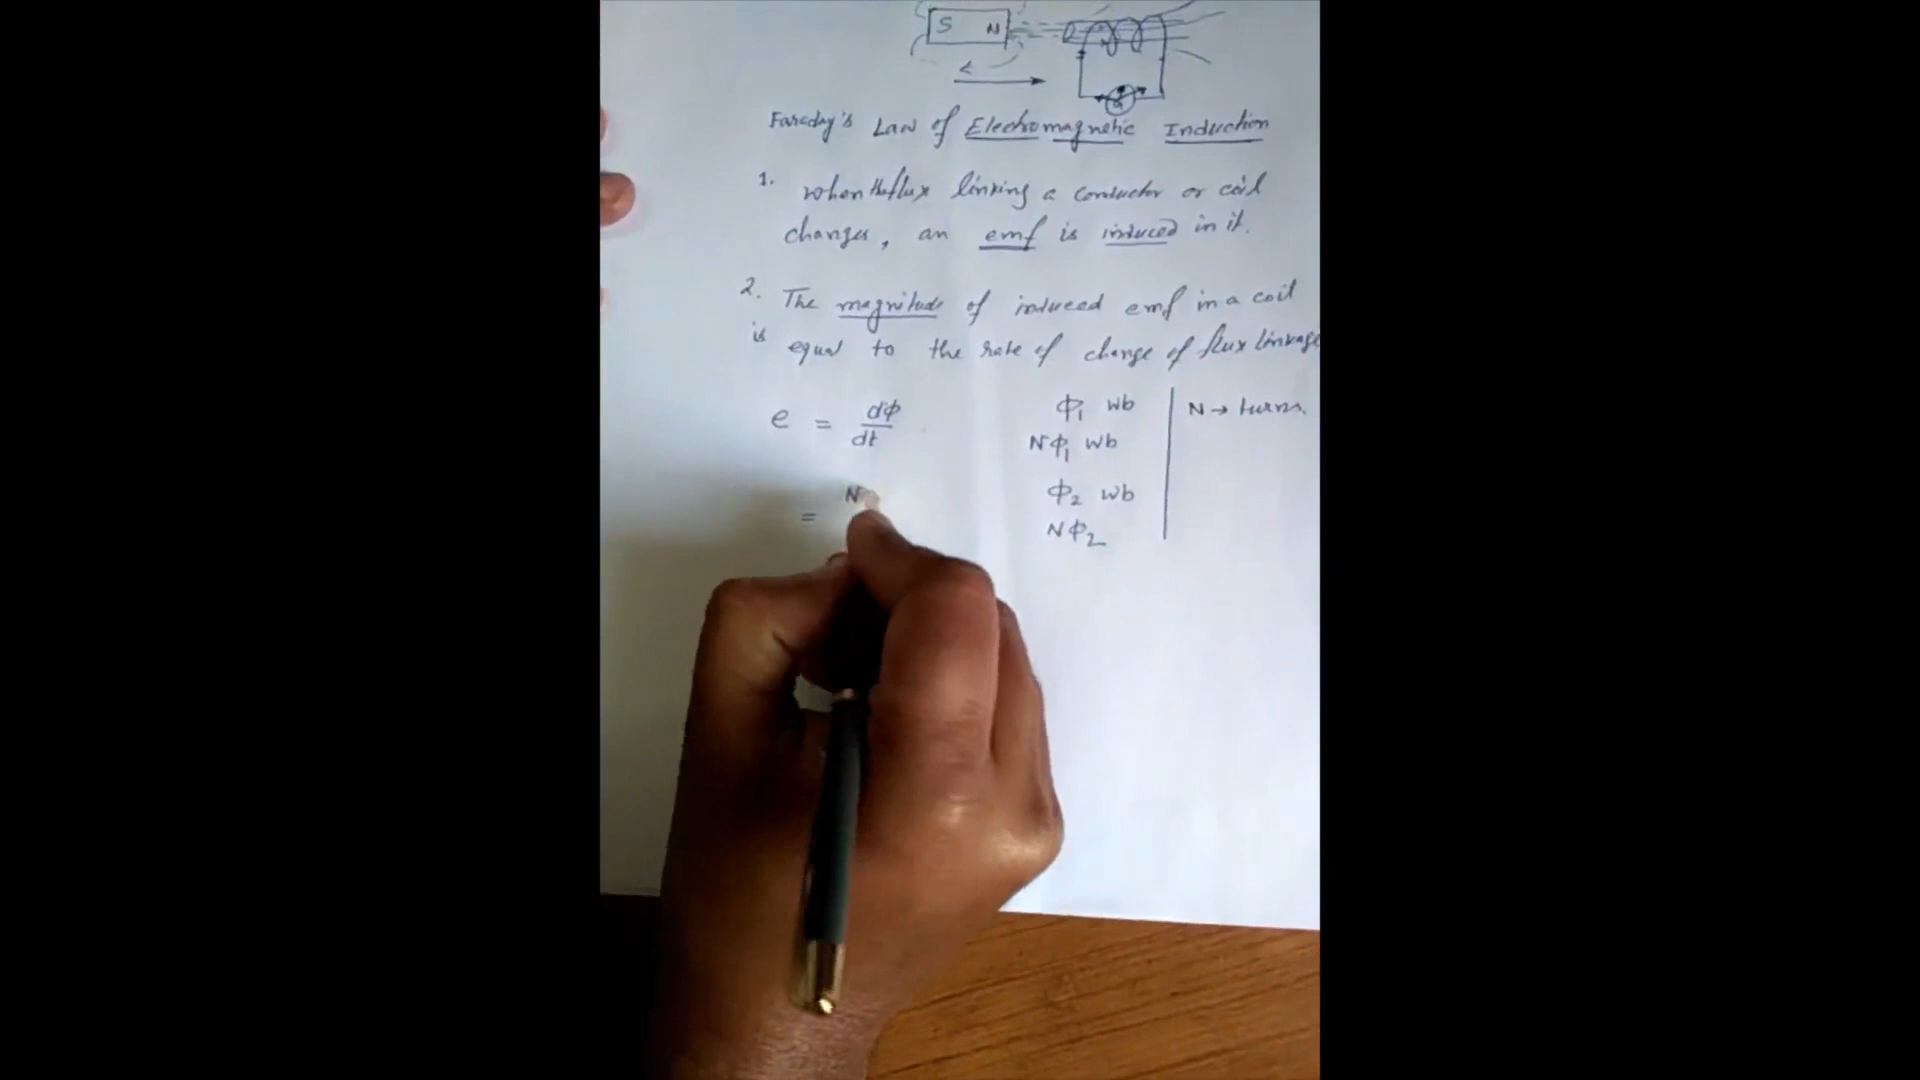 S N
G
Faraday's Law of Electromagnetic Induction
1. when the flux linking a conductor or coil
changes, an emf is induced in it.
2. The magnitude of induced emf in a coil
is equal to the rate of change of flux linkage
e = dϕ/dt
ϕ1 wb
N → turns.
Nϕ1 wb
ϕ2 wb
= N
Nϕ2